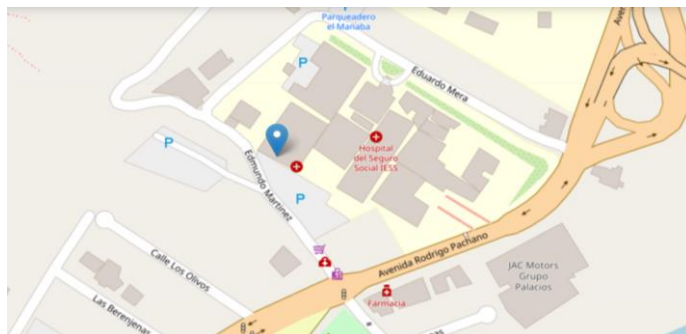 Parqueadero
el Manaba
P
Eduardo Mera
P
Hospital
del Seguro
Social IESS
Edmundo Martinez
P
Avenida Rodrigo Pachano
Calle Los Olivos
JAC Motors
Grupo
Palacios
Las Berenjenas
Farmacia